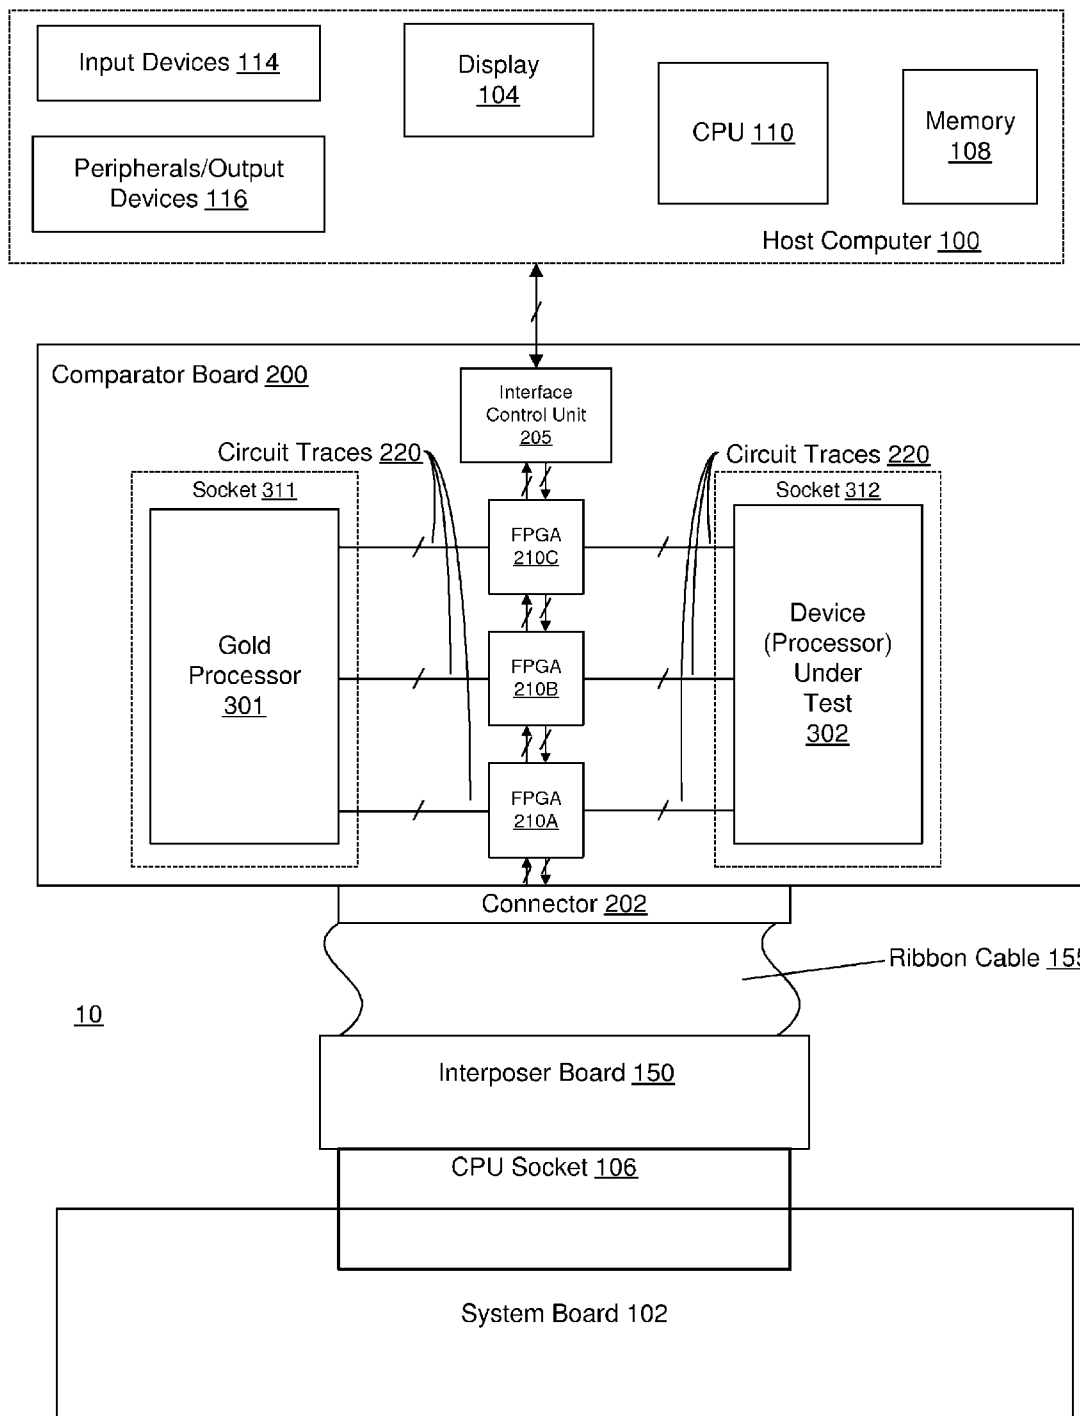 Input Devices 114
Display
104
CPU 110
Memory
108
Peripherals/Output
Devices 116
Host Computer 100
Comparator Board 200
Interface
Control Unit
205
Circuit Traces 220
Circuit Traces 220
Socket 311
Socket 312
FPGA
210C
Gold
Processor
301
FPGA
210B
Device
(Processor)
Under
Test
302
FPGA
210A
Connector 202
Ribbon Cable 155
10
Interposer Board 150
CPU Socket 106
System Board 102